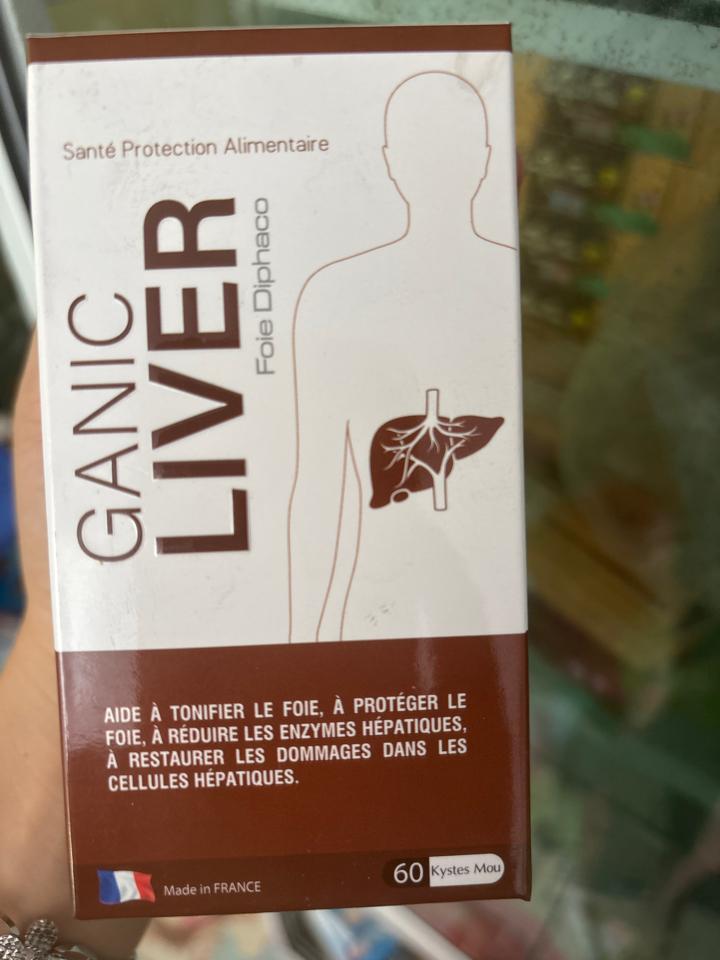 Santé Protection Alimentaire
GANIC
LIVER
Foie Diphaco
AIDE À TONIFIER LE FOIE, À PROTÉGER LE
FOIE, À RÉDUIRE LES ENZYMES HÉPATIQUES,
À RESTAURER LES DOMMAGES DANS LES
CELLULES HÉPATIQUES.
Made in FRANCE
60 Kystes Mou